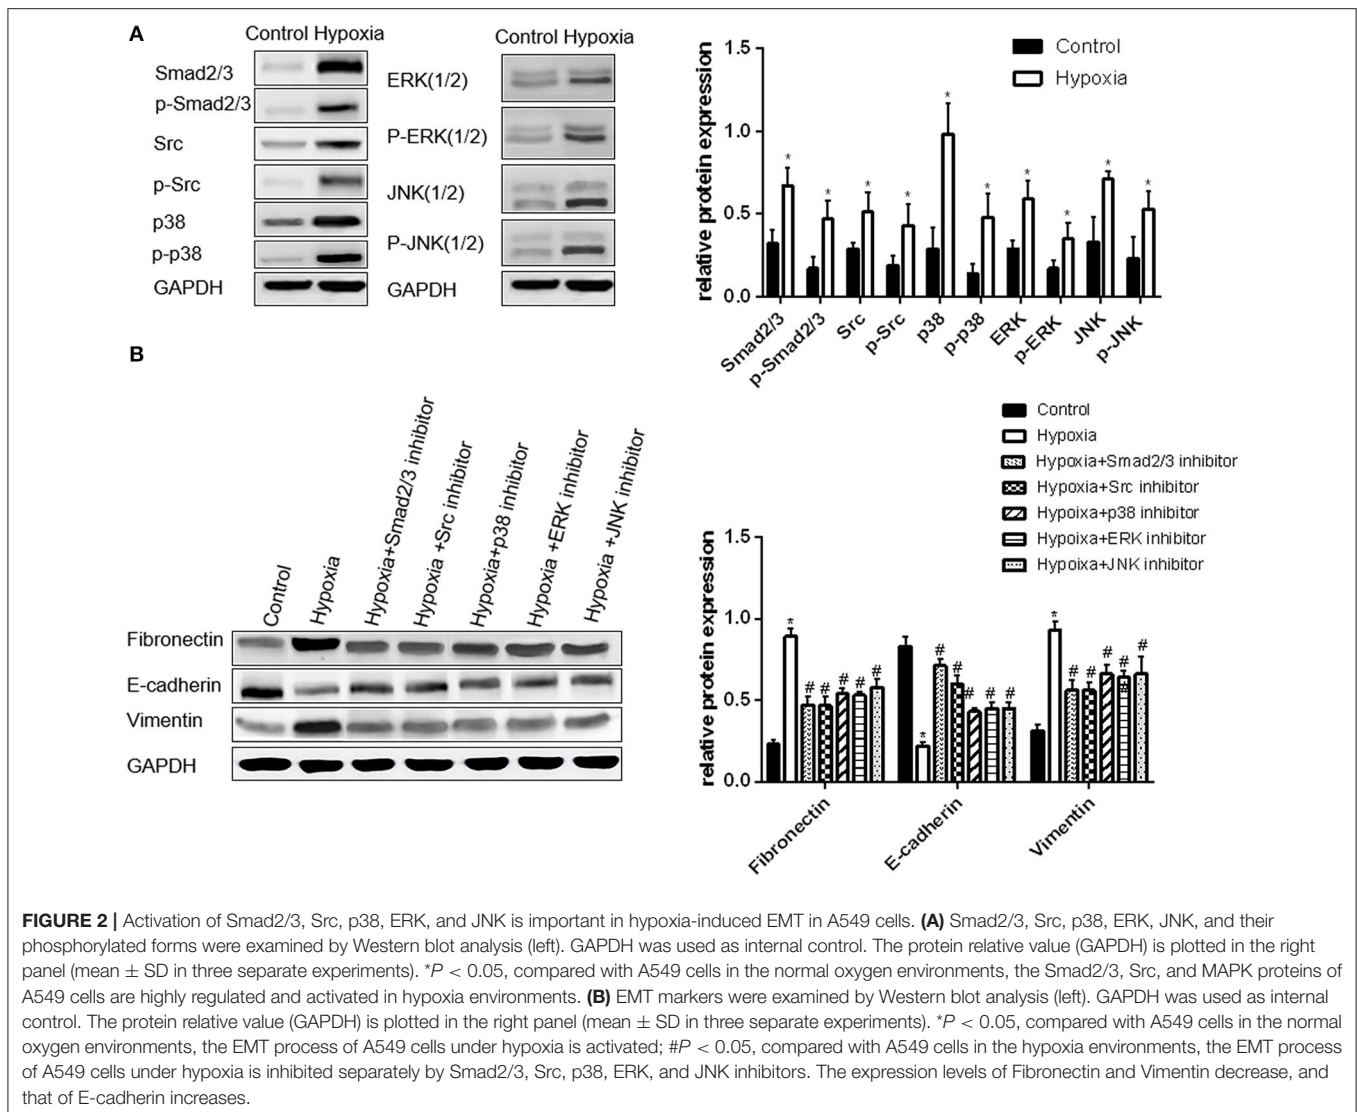 A
Control Hypoxia
Smad2/3
p-Smad2/3
Src
p-Src
p38
p-p38
GAPDH
Control Hypoxia
ERK(1/2)
P-ERK(1/2)
JNK(1/2)
P-JNK(1/2)
GAPDH
Control
Hypoxia
relative protein expression
1.5
1.0
0.5
0.0
* * * * * * * * * *
Smad2/3
p-Smad2/3
Src
p-Src
p38
p-p38
ERK
p-ERK
JNK
p-JNK
B
Control
Hypoxia
Hypoxia+Smad2/3 inhibitor
Hypoxia +Src inhibitor
Hypoxia+p38 inhibitor
Hypoxia +ERK inhibitor
Hypoxia +JNK inhibitor
Fibronectin
E-cadherin
Vimentin
GAPDH
Control
Hypoxia
Hypoxia+Smad2/3 inhibitor
Hypoxia+Src inhibitor
Hypoixa+p38 inhibitor
Hypoixa+ERK inhibitor
Hypoixa+JNK inhibitor
relative protein expression
1.5
1.0
0.5
0.0
* # # # # #
* # # # # #
* # # # # # #
Fibronectin
E-cadherin
Vimentin
FIGURE 2 | Activation of Smad2/3, Src, p38, ERK, and JNK is important in hypoxia-induced EMT in A549 cells. (A) Smad2/3, Src, p38, ERK, JNK, and their
phosphorylated forms were examined by Western blot analysis (left). GAPDH was used as internal control. The protein relative value (GAPDH) is plotted in the right
panel (mean ± SD in three separate experiments). *P < 0.05, compared with A549 cells in the normal oxygen environments, the Smad2/3, Src, and MAPK proteins of
A549 cells are highly regulated and activated in hypoxia environments. (B) EMT markers were examined by Western blot analysis (left). GAPDH was used as internal
control. The protein relative value (GAPDH) is plotted in the right panel (mean ± SD in three separate experiments). *P < 0.05, compared with A549 cells in the normal
oxygen environments, the EMT process of A549 cells under hypoxia is activated; #P < 0.05, compared with A549 cells in the hypoxia environments, the EMT process
of A549 cells under hypoxia is inhibited separately by Smad2/3, Src, p38, ERK, and JNK inhibitors. The expression levels of Fibronectin and Vimentin decrease, and
that of E-cadherin increases.